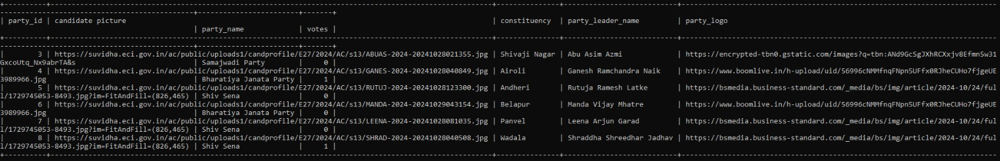 | party_id | candidate picture | constituency | party_leader_name | party_logo
| party_name | votes |
| 3 | https://suvidha.eci.gov.in/ac/public/uploads1/candprofile/E27/2024/AC/s13/ABUAS-2024-20241028021355.jpg | Shivaji Nagar | Abu Asim Azmi | https://encrypted-tbn0.gstatic.com/images?q=tbn:ANd9GcSgJXhRCXxjv8Efmn5w31
GxcoUtq_Nx9abrTA&s | Samajwadi Party | 0 |
| 4 | https://suvidha.eci.gov.in/ac/public/uploads1/candprofile/E27/2024/AC/s13/GANES-2024-20241028040849.jpg | Airoli | Ganesh Ramchandra Naik | https://www.boomlive.in/h-upload/uid/56996cNMMfnqFNpn5UFfx0RJheCUHo7fjgeUE
3989966.jpg | Bharatiya Janata Party | 1 |
| 5 | https://suvidha.eci.gov.in/ac/public/uploads1/candprofile/E27/2024/AC/s13/RUTUJ-2024-20241028123300.jpg | Andheri | Rutuja Ramesh Latke | https://bsmedia.business-standard.com/_media/bs/img/article/2024-10/24/ful
l/1729745053-8493.jpg?im=FitAndFill=(826,465) | Shiv Sena | 0 |
| 6 | https://suvidha.eci.gov.in/ac/public/uploads1/candprofile/E27/2024/AC/s13/MANDA-2024-20241029043154.jpg | Belapur | Manda Vijay Mhatre | https://www.boomlive.in/h-upload/uid/56996cNMMfnqFNpn5UFfx0RJheCUHo7fjgeUE
3989966.jpg | Bharatiya Janata Party | 0 |
| 7 | https://suvidha.eci.gov.in/ac/public/uploads1/candprofile/E27/2024/AC/s13/LEENA-2024-20241028081035.jpg | Panvel | Leena Arjun Garad | https://bsmedia.business-standard.com/_media/bs/img/article/2024-10/24/ful
l/1729745053-8493.jpg?im=FitAndFill=(826,465) | Shiv Sena | 0 |
| 8 | https://suvidha.eci.gov.in/ac/public/uploads1/candprofile/E27/2024/AC/s13/SHRAD-2024-20241028040508.jpg | Wadala | Shraddha Shreedhar Jadhav | https://bsmedia.business-standard.com/_media/bs/img/article/2024-10/24/ful
l/1729745053-8493.jpg?im=FitAndFill=(826,465) | Shiv Sena | 1 |